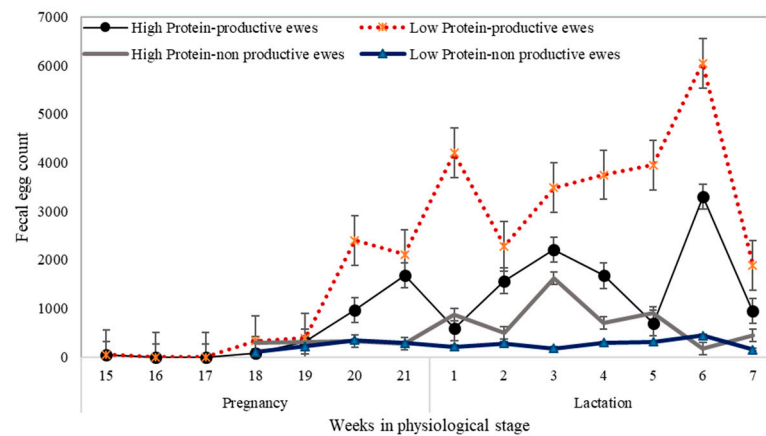 High Protein-productive ewes Low Protein-productive ewes
High Protein-non productive ewes Low Protein-non productive ewes
7000
6000
5000
4000
3000
2000
1000
0
Fecal egg count
15 16 17 18 19 20 21 1 2 3 4 5 6 7
Pregnancy Lactation
Weeks in physiological stage